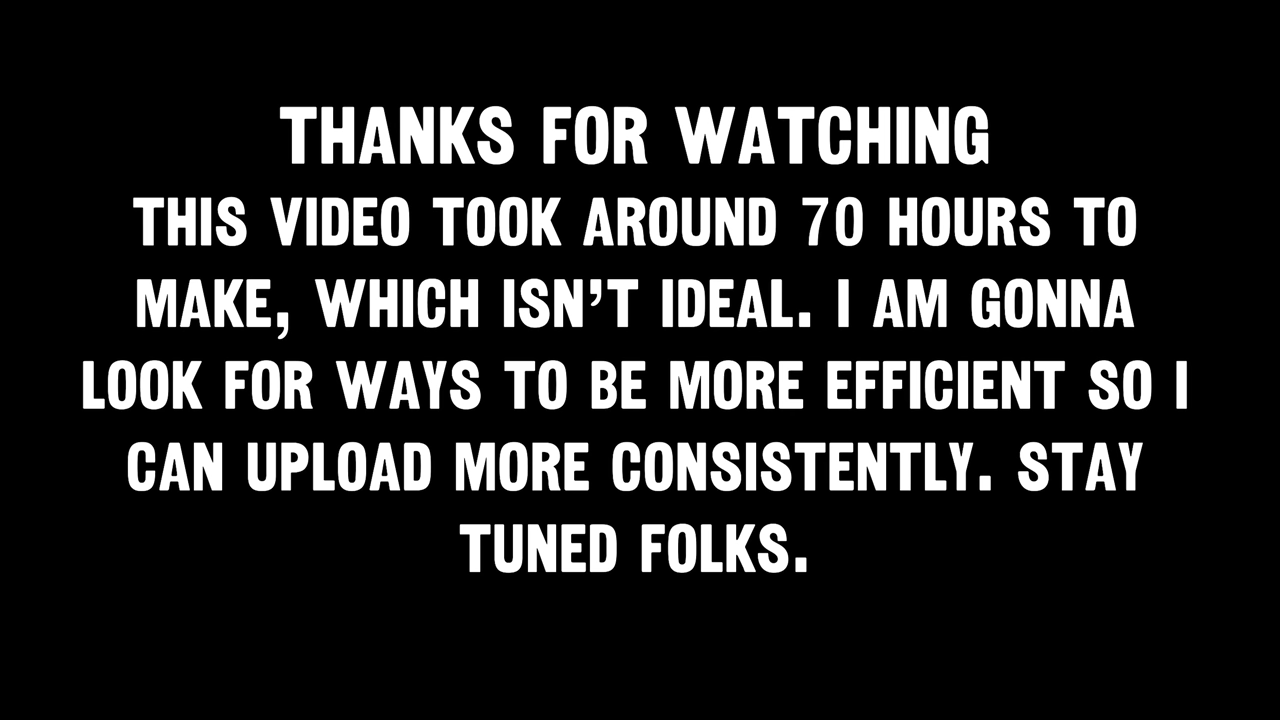 THANKS FOR WATCHING
THIS VIDEO TOOK AROUND 70 HOURS TO
MAKE, WHICH ISN’T IDEAL. I AM GONNA
LOOK FOR WAYS TO BE MORE EFFICIENT SO I
CAN UPLOAD MORE CONSISTENTLY. STAY
TUNED FOLKS.